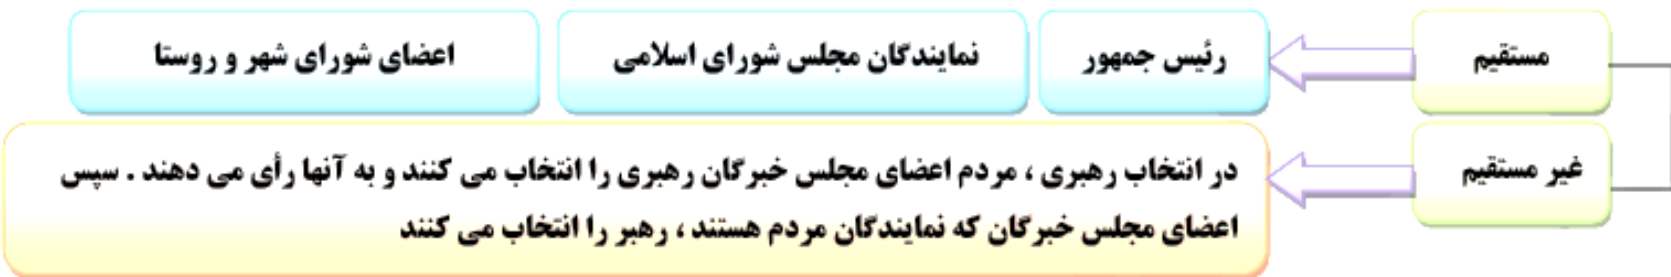 مستقیم
رئیس جمهور
نمایندگان مجلس شورای اسلامی
اعضای شورای شهر و روستا
غیر مستقیم
در انتخاب رهبری ، مردم اعضای مجلس خبرگان رهبری را انتخاب می کنند و به آنها رأی می دهند . سپس
اعضای مجلس خبرگان که نمایندگان مردم هستند ، رهبر را انتخاب می کنند